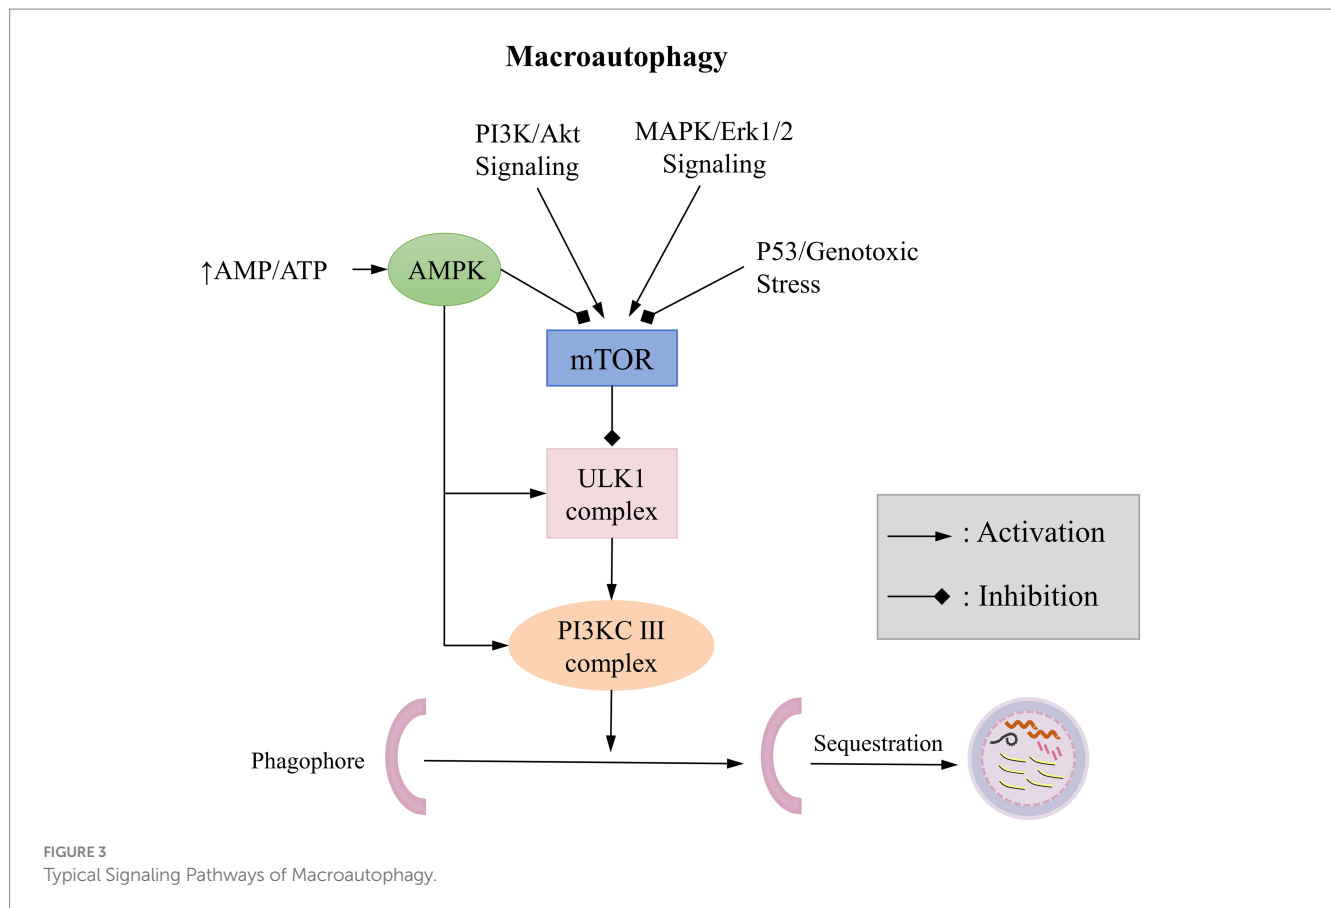 Macroautophagy
PI3K/Akt
Signaling
MAPK/Erk1/2
Signaling
↑AMP/ATP
AMPK
P53/Genotoxic
Stress
mTOR
ULK1
complex
: Activation
: Inhibition
PI3KC III
complex
Phagophore
Sequestration
FIGURE 3
Typical Signaling Pathways of Macroautophagy.